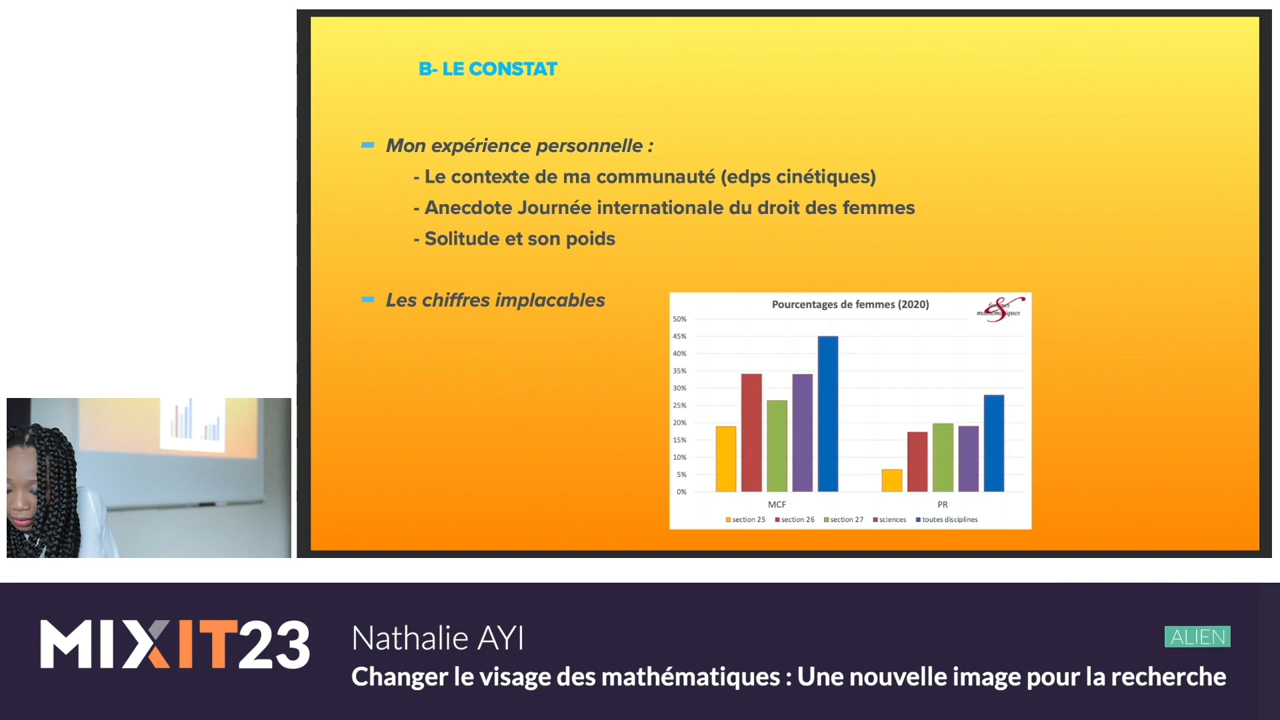 B- LE CONSTAT
Mon expérience personnelle :
- Le contexte de ma communauté (edps cinétiques)
- Anecdote Journée internationale du droit des femmes
- Solitude et son poids
Les chiffres implacables
Pourcentages de femmes (2020)
femmes
&
mathématiques
50%
45%
40%
35%
30%
25%
20%
15%
10%
5%
0%
MCF PR
section 25 section 26 section 27 sciences toutes disciplines
MIXIT23
Nathalie AYI
ALIEN
Changer le visage des mathématiques : Une nouvelle image pour la recherche